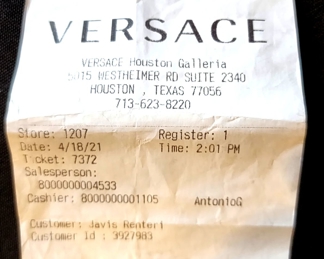 VERSACE
VERSACE Houston Galleria
5015 WESTHEIMER RD SUITE 2340
HOUSTON , TEXAS 77056
713-623-8220
Store: 1207 Register: 1
Date: 4/18/21 Time: 2:01 PM
Ticket: 7372
Salesperson:
8000000004533
Cashier: 8000000001105 AntonioG
Customer: Javis Renteri
Customer Id : 3927983